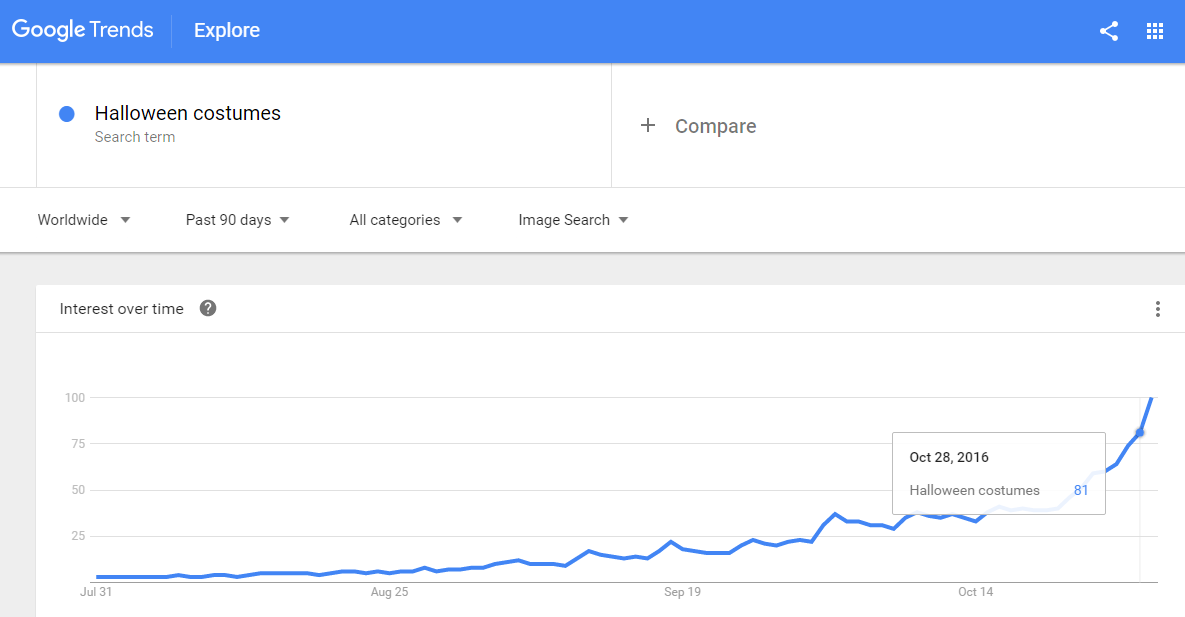 Google Trends Explore
Halloween costumes
Search term
+ Compare
Worldwide Past 90 days All categories Image Search
Interest over time ?
100
75
50
25
Oct 28, 2016
Halloween costumes 81
Jul 31 Aug 25 Sep 19 Oct 14